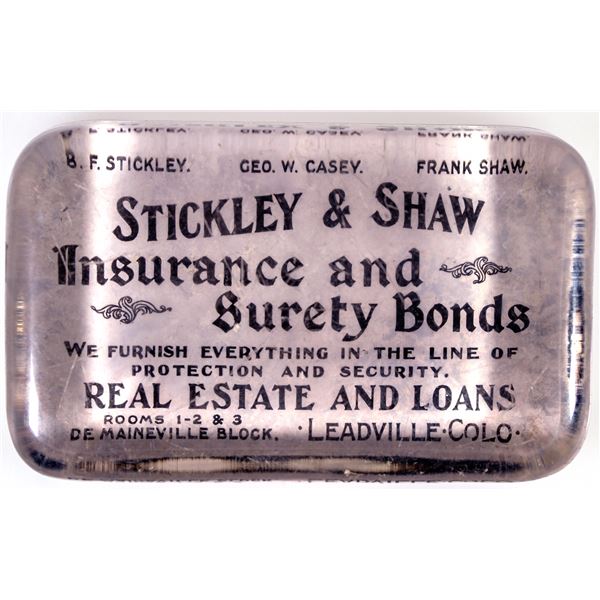 B. F. STICKLEY. GEO. W. CASEY. FRANK SHAW.
STICKLEY & SHAW
Insurance and
Surety Bonds
WE FURNISH EVERYTHING IN THE LINE OF
PROTECTION AND SECURITY.
REAL ESTATE AND LOANS
ROOMS 1-2 & 3
DE MAINEVILLE BLOCK. ·LEADVILLE·COLO·